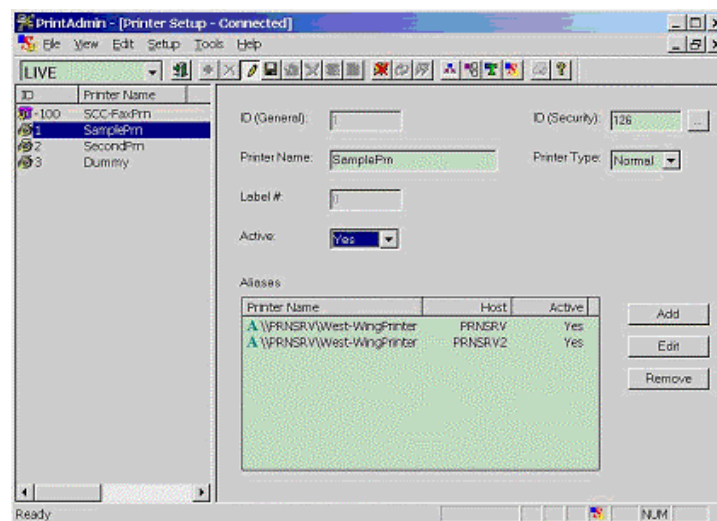 PrintAdmin - [Printer Setup - Connected]
File View Edit Setup Tools Help
LIVE
ID Printer Name
-100 SCC-FaxPrn
1 SamplePrn
2 SecondPrn
3 Dummy
ID (General): 1
ID (Security): 126 ...
Printer Name: SamplePrn
Printer Type: Normal
Label #: 0
Active: Yes
Aliases
Printer Name Host Active
A \\PRNSRV\West-WingPrinter PRNSRV Yes
A \\PRNSRV\West-WingPrinter PRNSRV2 Yes
Add
Edit
Remove
Ready NUM